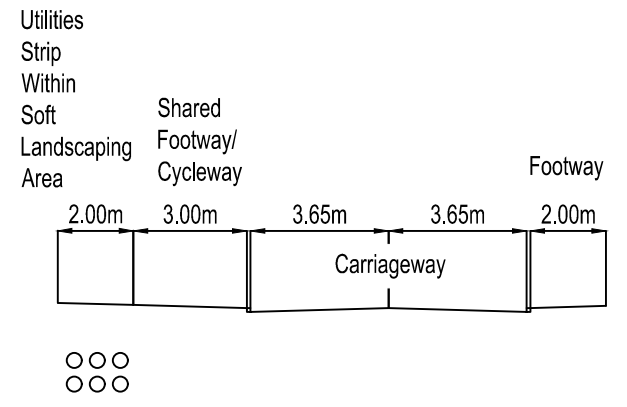 Utilities
Strip
Within
Soft
Landscaping
Area
Shared
Footway/
Cycleway
Footway
2.00m
3.00m
3.65m
3.65m
2.00m
Carriageway